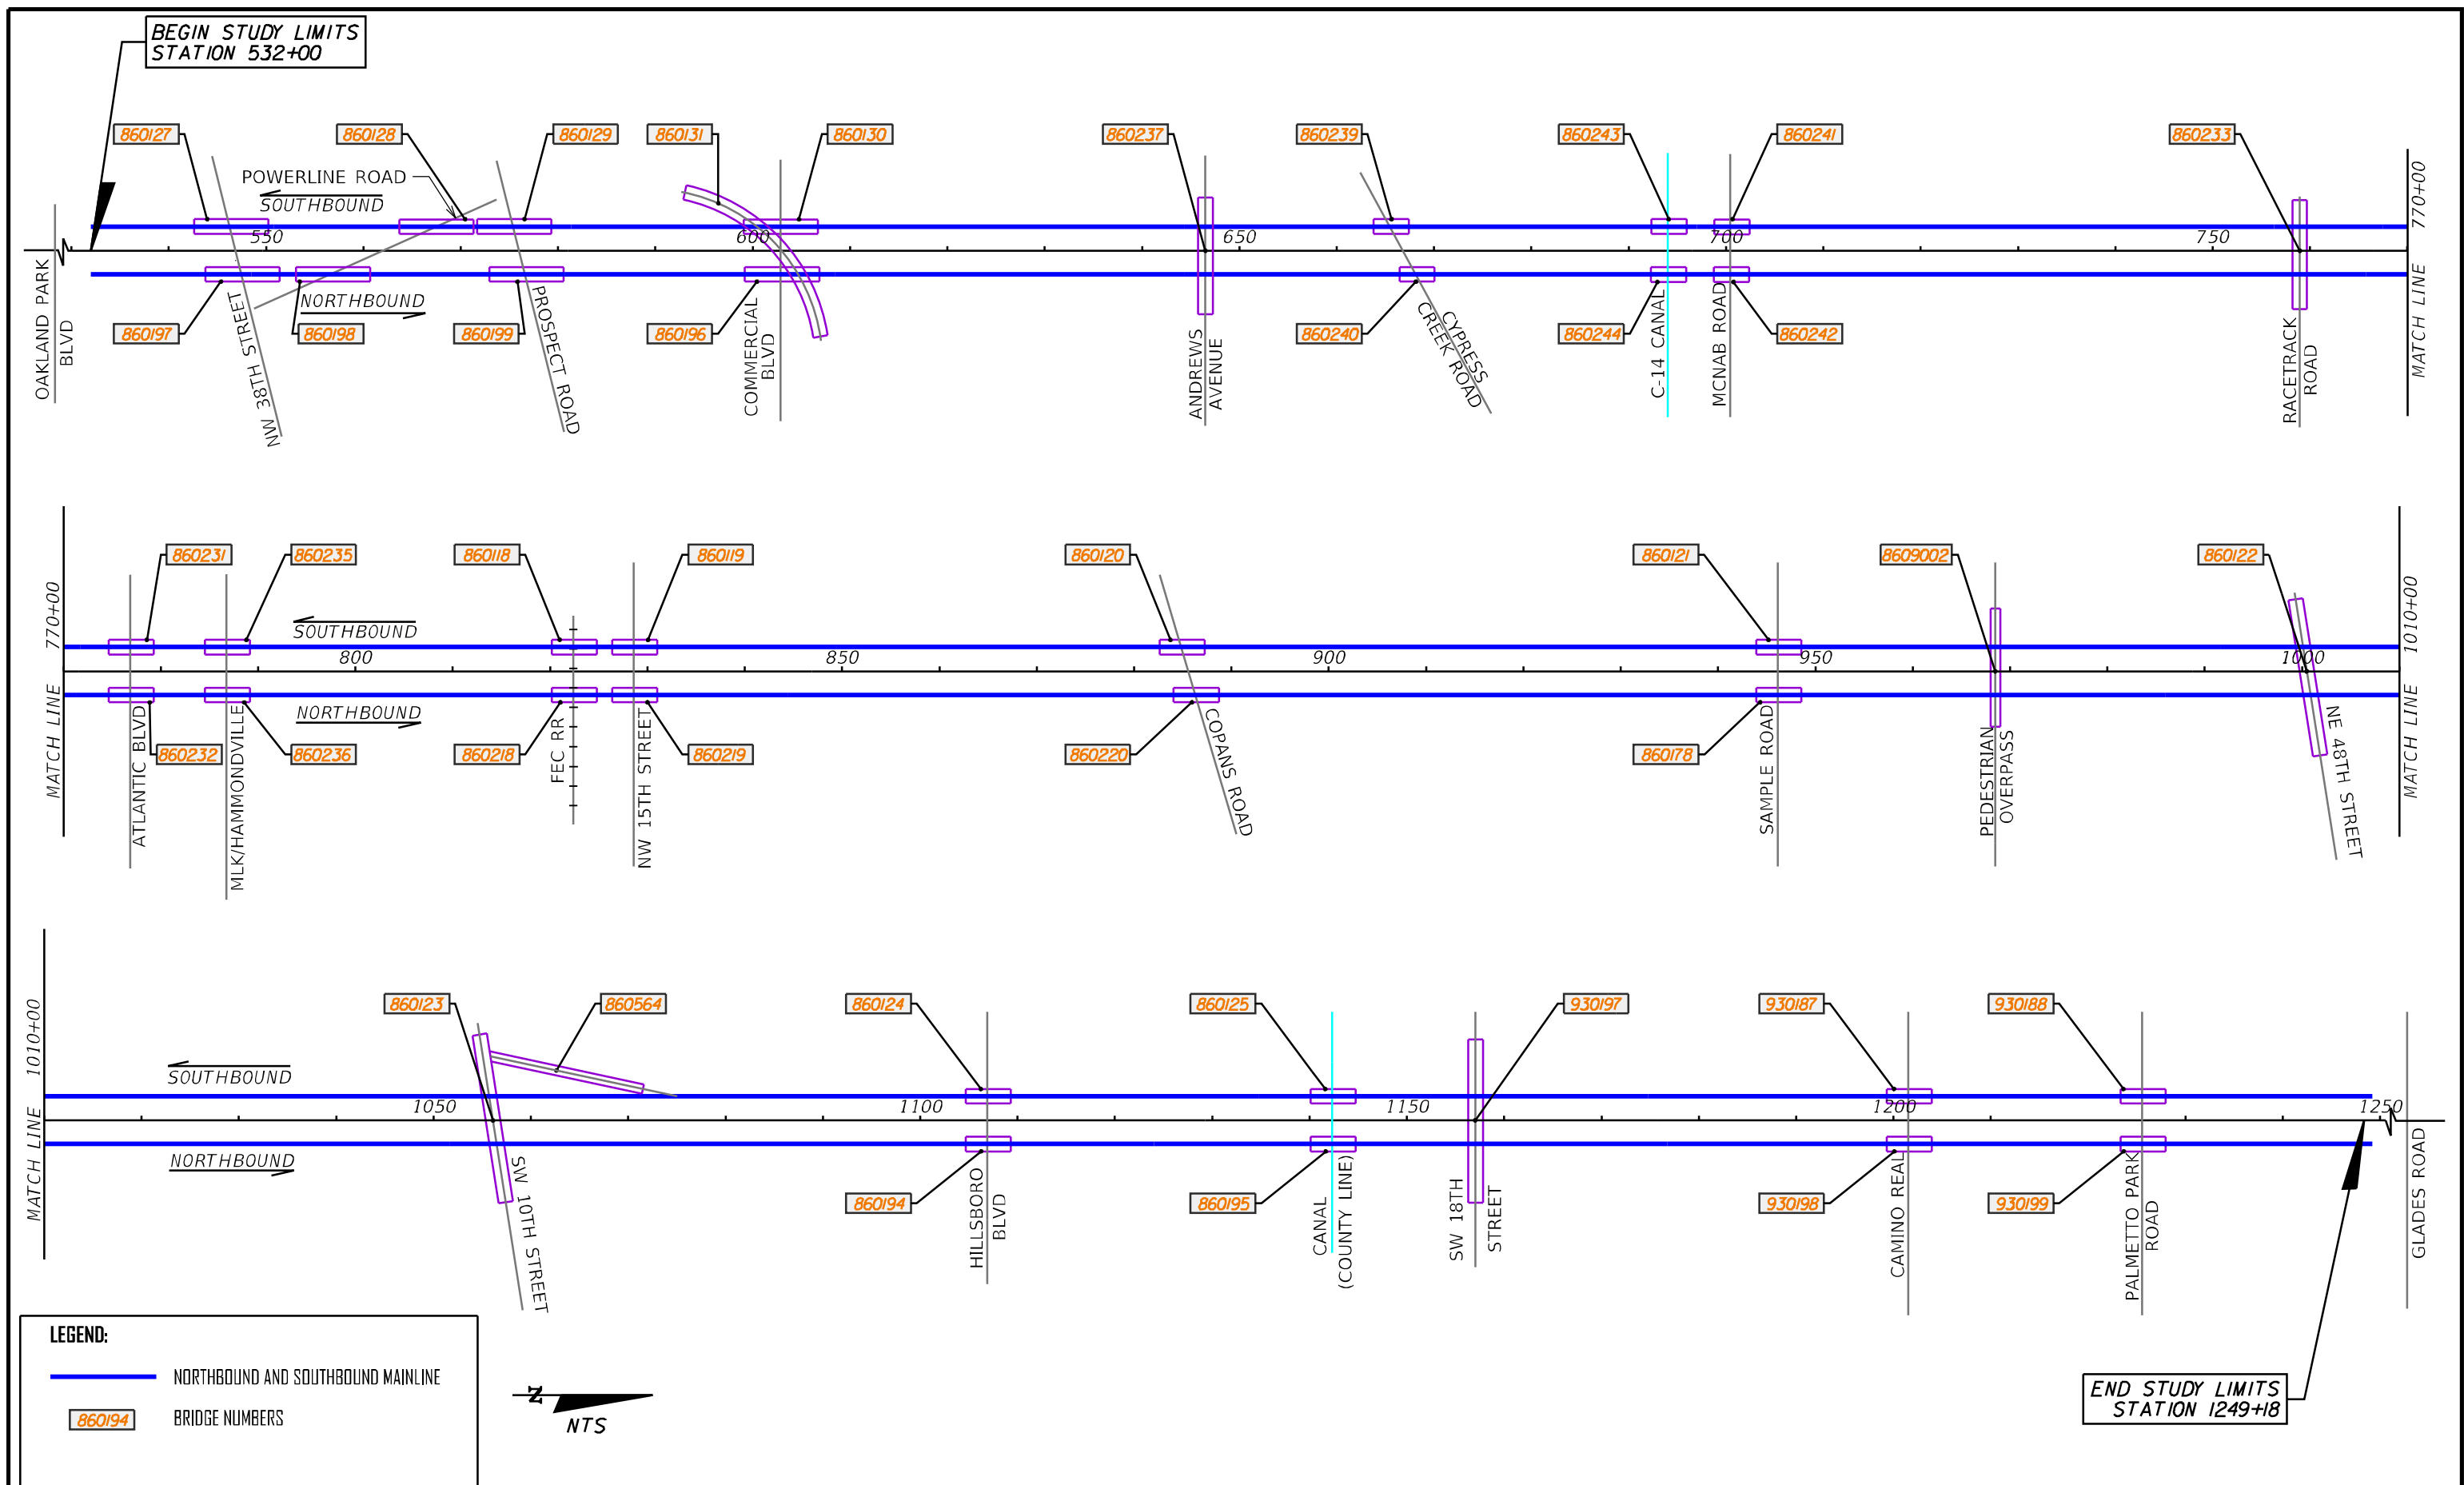 BEGIN STUDY LIMITS
STATION 532+00
860127
860128
860129
860131
860130
860237
860239
860243
860241
860233
POWERLINE ROAD
SOUTHBOUND
550
600
650
700
750
770+00
MATCH LINE
OAKLAND PARK
BLVD
NORTHBOUND
860197
860198
860199
860196
860240
860244
860242
NW 38TH STREET
PROSPECT ROAD
COMMERCIAL
BLVD
ANDREWS
AVENUE
CYPRESS
CREEK ROAD
C-14 CANAL
MCNAB ROAD
RACETRACK
ROAD
860231
860235
860118
860119
860120
860121
8609002
860122
770+00
MATCH LINE
SOUTHBOUND
800
850
900
950
1000
1010+00
MATCH LINE
NORTHBOUND
860232
860236
860218
860219
860220
860178
ATLANTIC BLVD
MLK/HAMMONDVILLE
FEC RR
NW 15TH STREET
COPANS ROAD
SAMPLE ROAD
PEDESTRIAN
OVERPASS
NE 48TH STREET
860123
860564
860124
860125
930197
930187
930188
1010+00
MATCH LINE
SOUTHBOUND
1050
1100
1150
1200
1250
NORTHBOUND
860194
860195
930198
930199
SW 10TH STREET
HILLSBORO
BLVD
CANAL
(COUNTY LINE)
SW 18TH
STREET
CAMINO REAL
PALMETTO PARK
ROAD
GLADES ROAD
LEGEND:
NORTHBOUND AND SOUTHBOUND MAINLINE
860194
BRIDGE NUMBERS
N
NTS
END STUDY LIMITS
STATION 1249+18